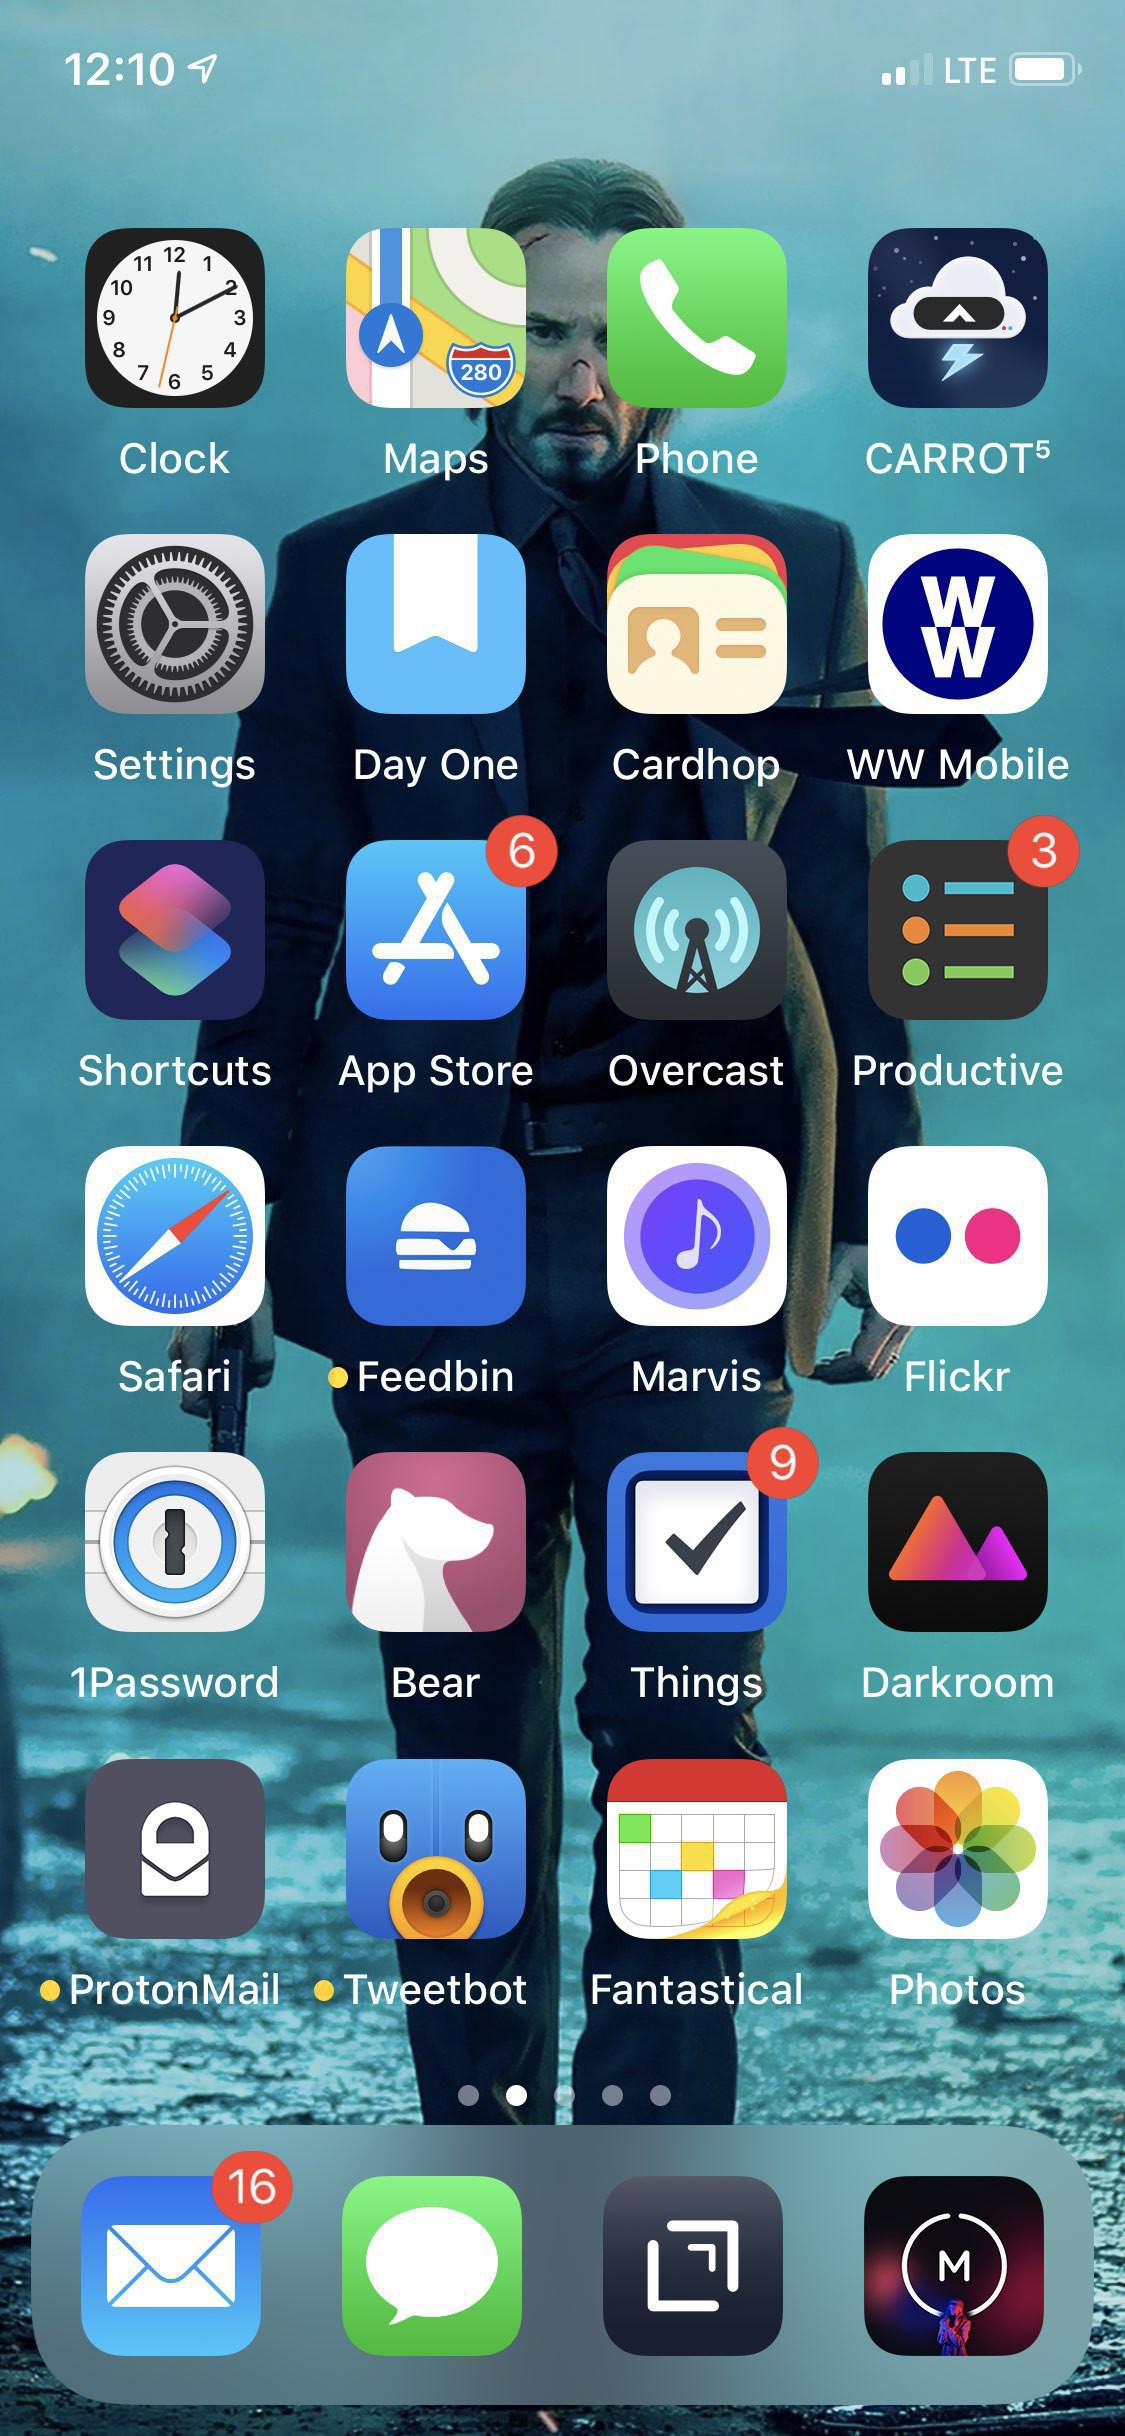 12:10 LTE
12
11 1
10 2
9 3
8 4
7 5
6
280
Clock Maps Phone CARROT⁵
W
W
Settings Day One Cardhop WW Mobile
6 3
Shortcuts App Store Overcast Productive
Safari Feedbin Marvis Flickr
9
1Password Bear Things Darkroom
ProtonMail Tweetbot Fantastical Photos
16
M